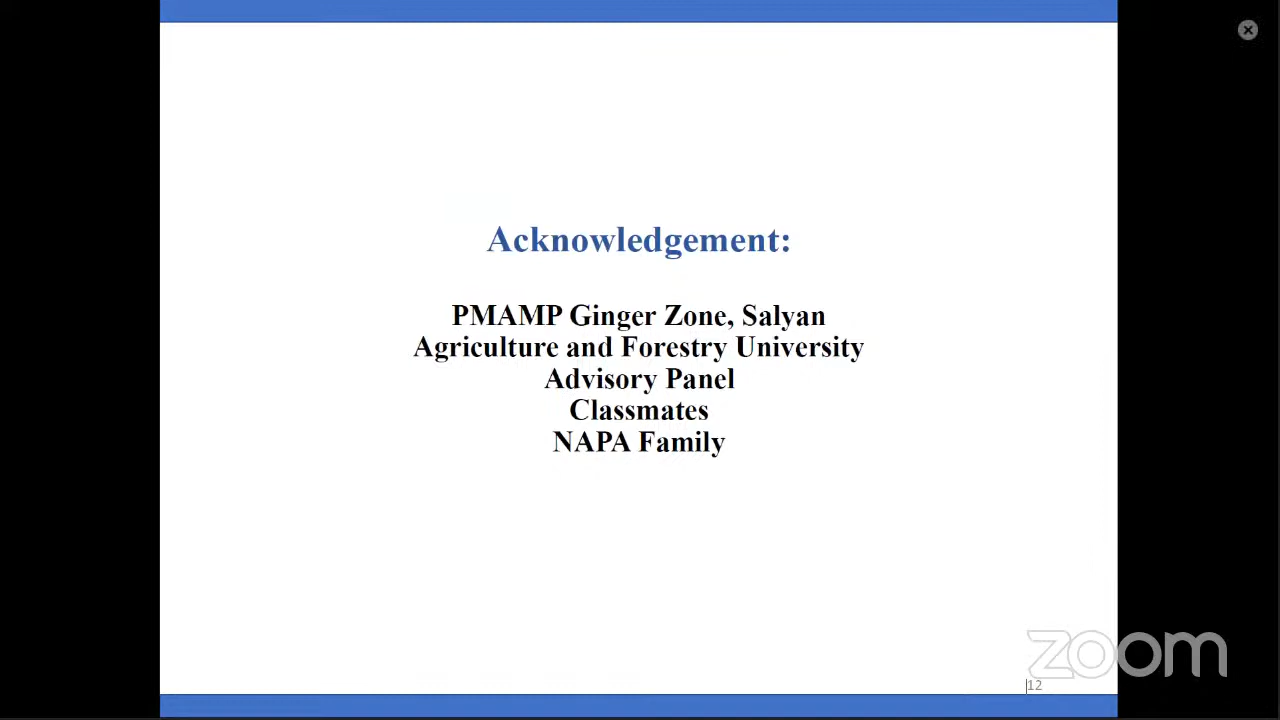 Acknowledgement:
PMAMP Ginger Zone, Salyan
Agriculture and Forestry University
Advisory Panel
Classmates
NAPA Family
zoom
12